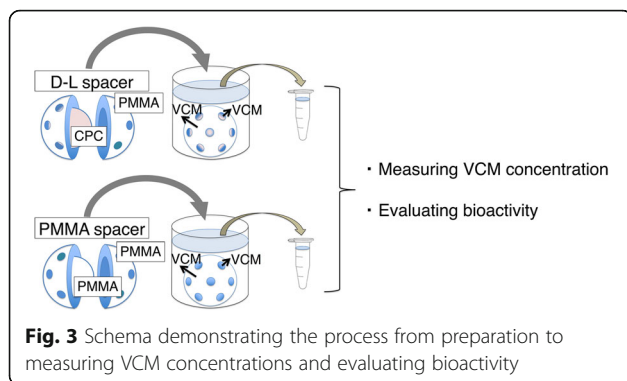 D-L spacer
PMMA
CPC
VCM
VCM
PMMA spacer
PMMA
PMMA
VCM
VCM
・ Measuring VCM concentration
・ Evaluating bioactivity
Fig. 3 Schema demonstrating the process from preparation to
measuring VCM concentrations and evaluating bioactivity